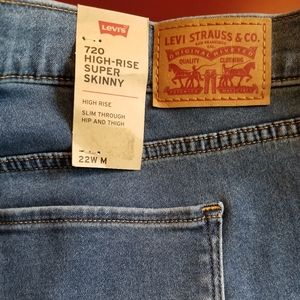 Levi's
720
HIGH-RISE
SUPER
SKINNY
HIGH RISE
SLIM THROUGH
HIP AND THIGH
22W M
LEVI STRAUSS & CO.
SAN FRANCISCO
ORIGINAL RIVETED
QUALITY CLOTHING